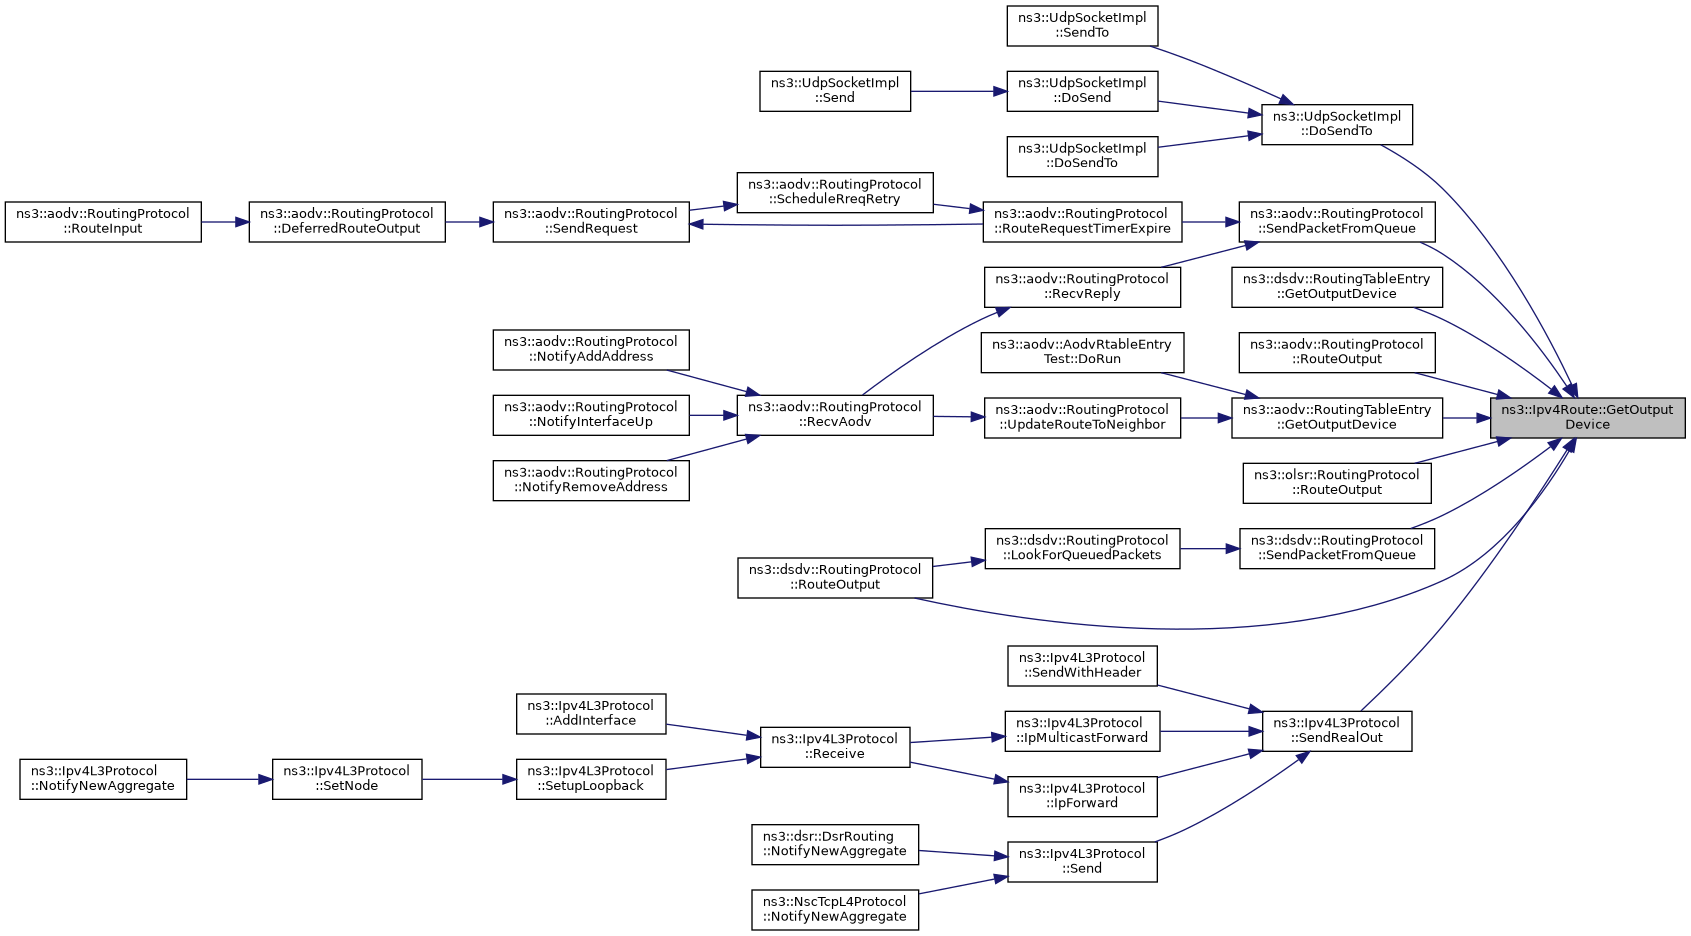 ns3::UdpSocketImpl
::SendTo
ns3::UdpSocketImpl
::Send
ns3::UdpSocketImpl
::DoSend
ns3::UdpSocketImpl
::DoSendTo
ns3::UdpSocketImpl
::DoSendTo
ns3::aodv::RoutingProtocol
::RouteInput
ns3::aodv::RoutingProtocol
::DeferredRouteOutput
ns3::aodv::RoutingProtocol
::SendRequest
ns3::aodv::RoutingProtocol
::ScheduleRreqRetry
ns3::aodv::RoutingProtocol
::RouteRequestTimerExpire
ns3::aodv::RoutingProtocol
::SendPacketFromQueue
ns3::aodv::RoutingProtocol
::RecvReply
ns3::dsdv::RoutingTableEntry
::GetOutputDevice
ns3::aodv::RoutingProtocol
::NotifyAddAddress
ns3::aodv::AodvRtableEntry
Test::DoRun
ns3::aodv::RoutingProtocol
::RouteOutput
ns3::aodv::RoutingProtocol
::NotifyInterfaceUp
ns3::aodv::RoutingProtocol
::RecvAodv
ns3::aodv::RoutingProtocol
::UpdateRouteToNeighbor
ns3::aodv::RoutingTableEntry
::GetOutputDevice
ns3::Ipv4Route::GetOutput
Device
ns3::aodv::RoutingProtocol
::NotifyRemoveAddress
ns3::olsr::RoutingProtocol
::RouteOutput
ns3::dsdv::RoutingProtocol
::RouteOutput
ns3::dsdv::RoutingProtocol
::LookForQueuedPackets
ns3::dsdv::RoutingProtocol
::SendPacketFromQueue
ns3::Ipv4L3Protocol
::SendWithHeader
ns3::Ipv4L3Protocol
::AddInterface
ns3::Ipv4L3Protocol
::Receive
ns3::Ipv4L3Protocol
::IpMulticastForward
ns3::Ipv4L3Protocol
::SendRealOut
ns3::Ipv4L3Protocol
::NotifyNewAggregate
ns3::Ipv4L3Protocol
::SetNode
ns3::Ipv4L3Protocol
::SetupLoopback
ns3::Ipv4L3Protocol
::IpForward
ns3::dsr::DsrRouting
::NotifyNewAggregate
ns3::Ipv4L3Protocol
::Send
ns3::NscTcpL4Protocol
::NotifyNewAggregate